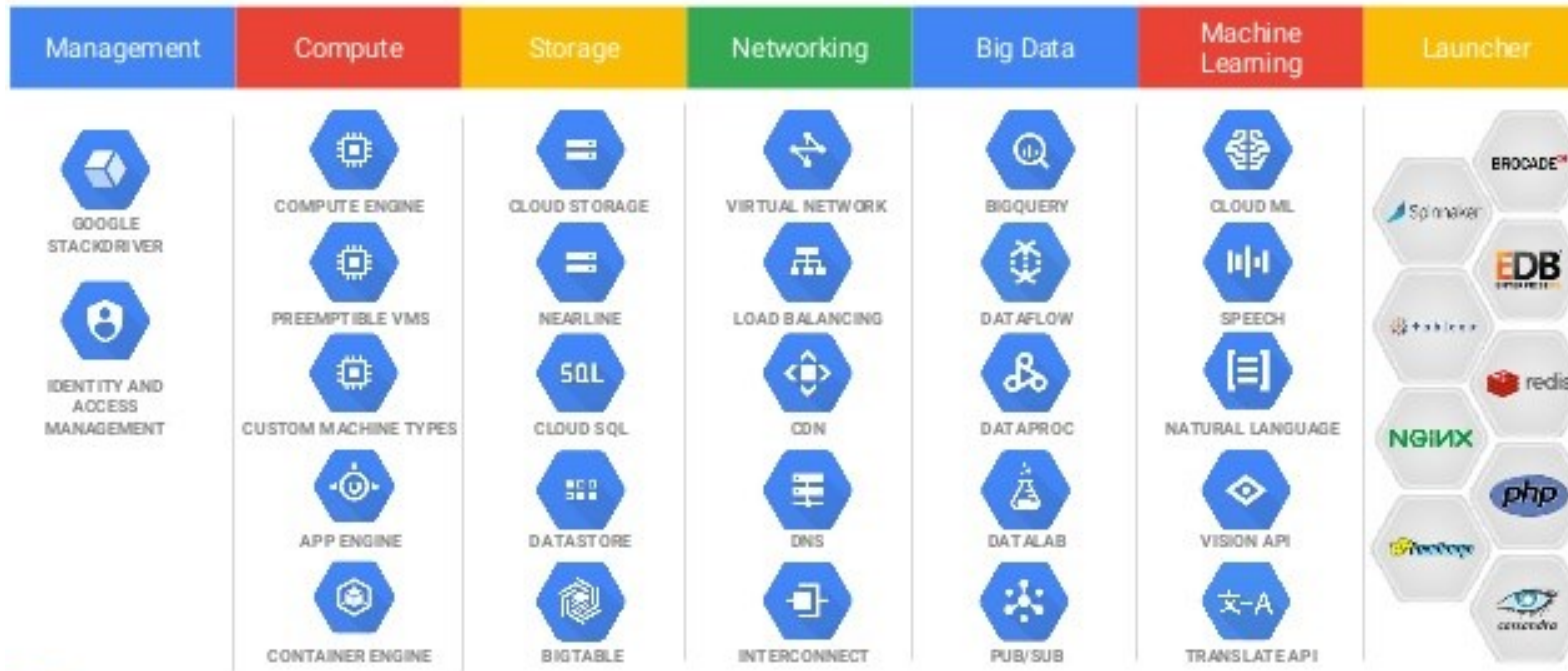 Management
Compute
Storage
Networking
Big Data
Machine
Learning
Launcher
GOOGLE
STACKDRIVER
IDENTITY AND
ACCESS
MANAGEMENT
COMPUTE ENGINE
PREEMPTIBLE VMS
CUSTOM MACHINE TYPES
APP ENGINE
CONTAINER ENGINE
CLOUD STORAGE
NEARLINE
SQL
CLOUD SQL
DATASTORE
BIGTABLE
VIRTUAL NETWORK
LOAD BALANCING
CDN
DNS
INTERCONNECT
BIGQUERY
DATAFLOW
DATAPROC
DATALAB
PUB/SUB
CLOUD ML
SPEECH
NATURAL LANGUAGE
VISION API
文-A
TRANSLATE API
BROCADE
Spinnaker
EDB
tableau
redis
NGINX
php
cassandra